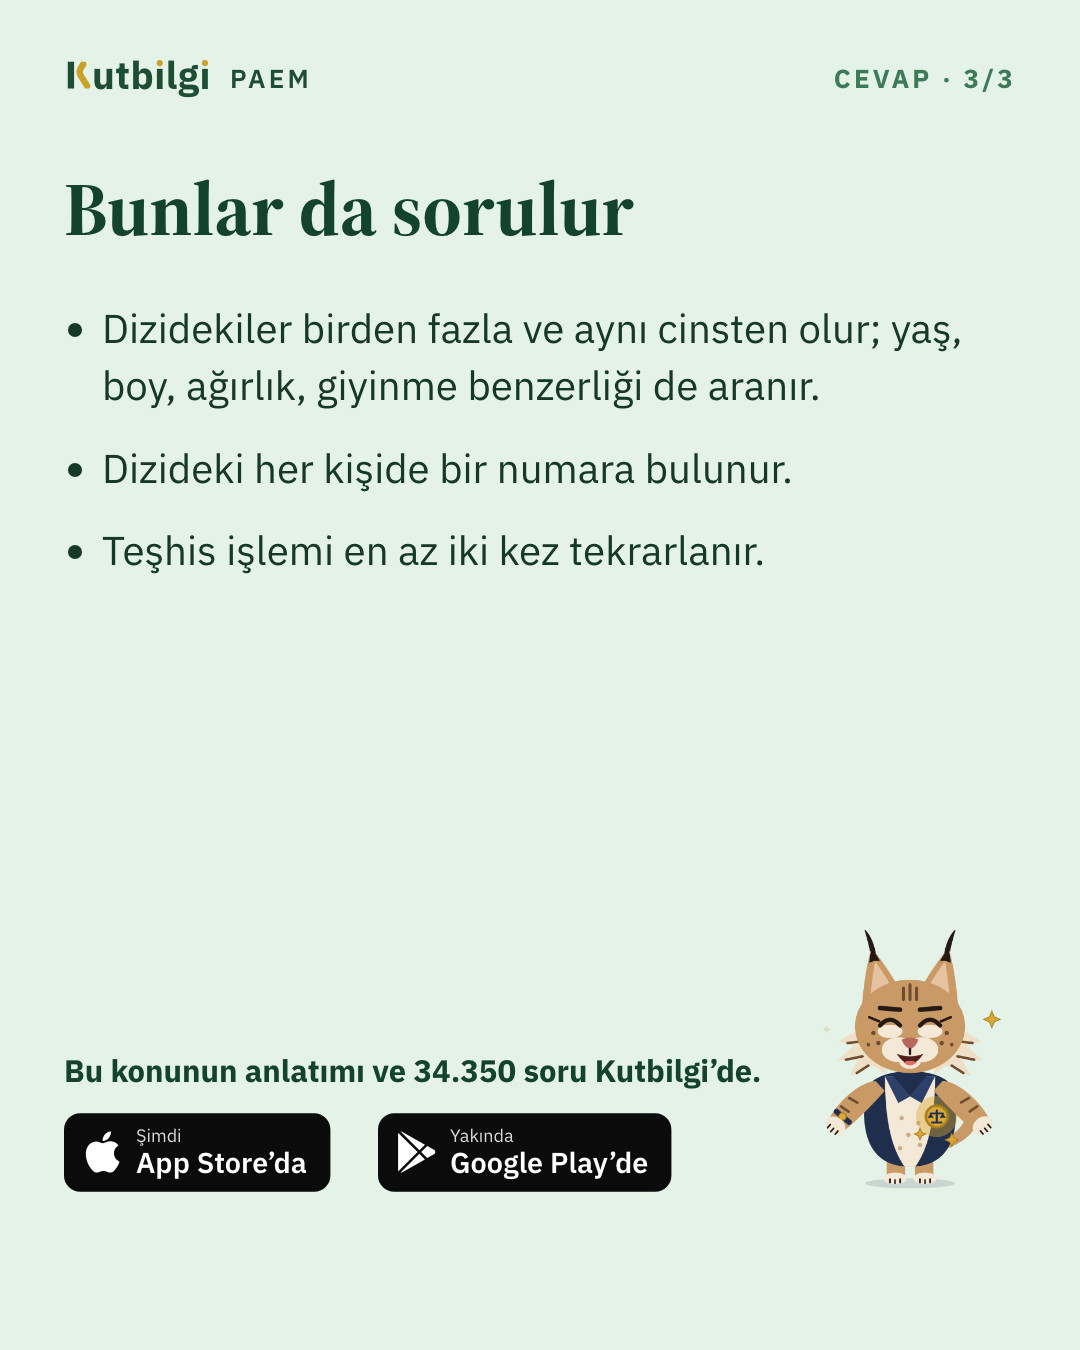 Kutbilgi PAEM
CEVAP · 3/3
Bunlar da sorulur
• Dizidekiler birden fazla ve aynı cinsten olur; yaş,
boy, ağırlık, giyinme benzerliği de aranır.
• Dizideki her kişide bir numara bulunur.
• Teşhis işlemi en az iki kez tekrarlanır.
Bu konunun anlatımı ve 34.350 soru Kutbilgi’de.
Şimdi
App Store’da
Yakında
Google Play’de